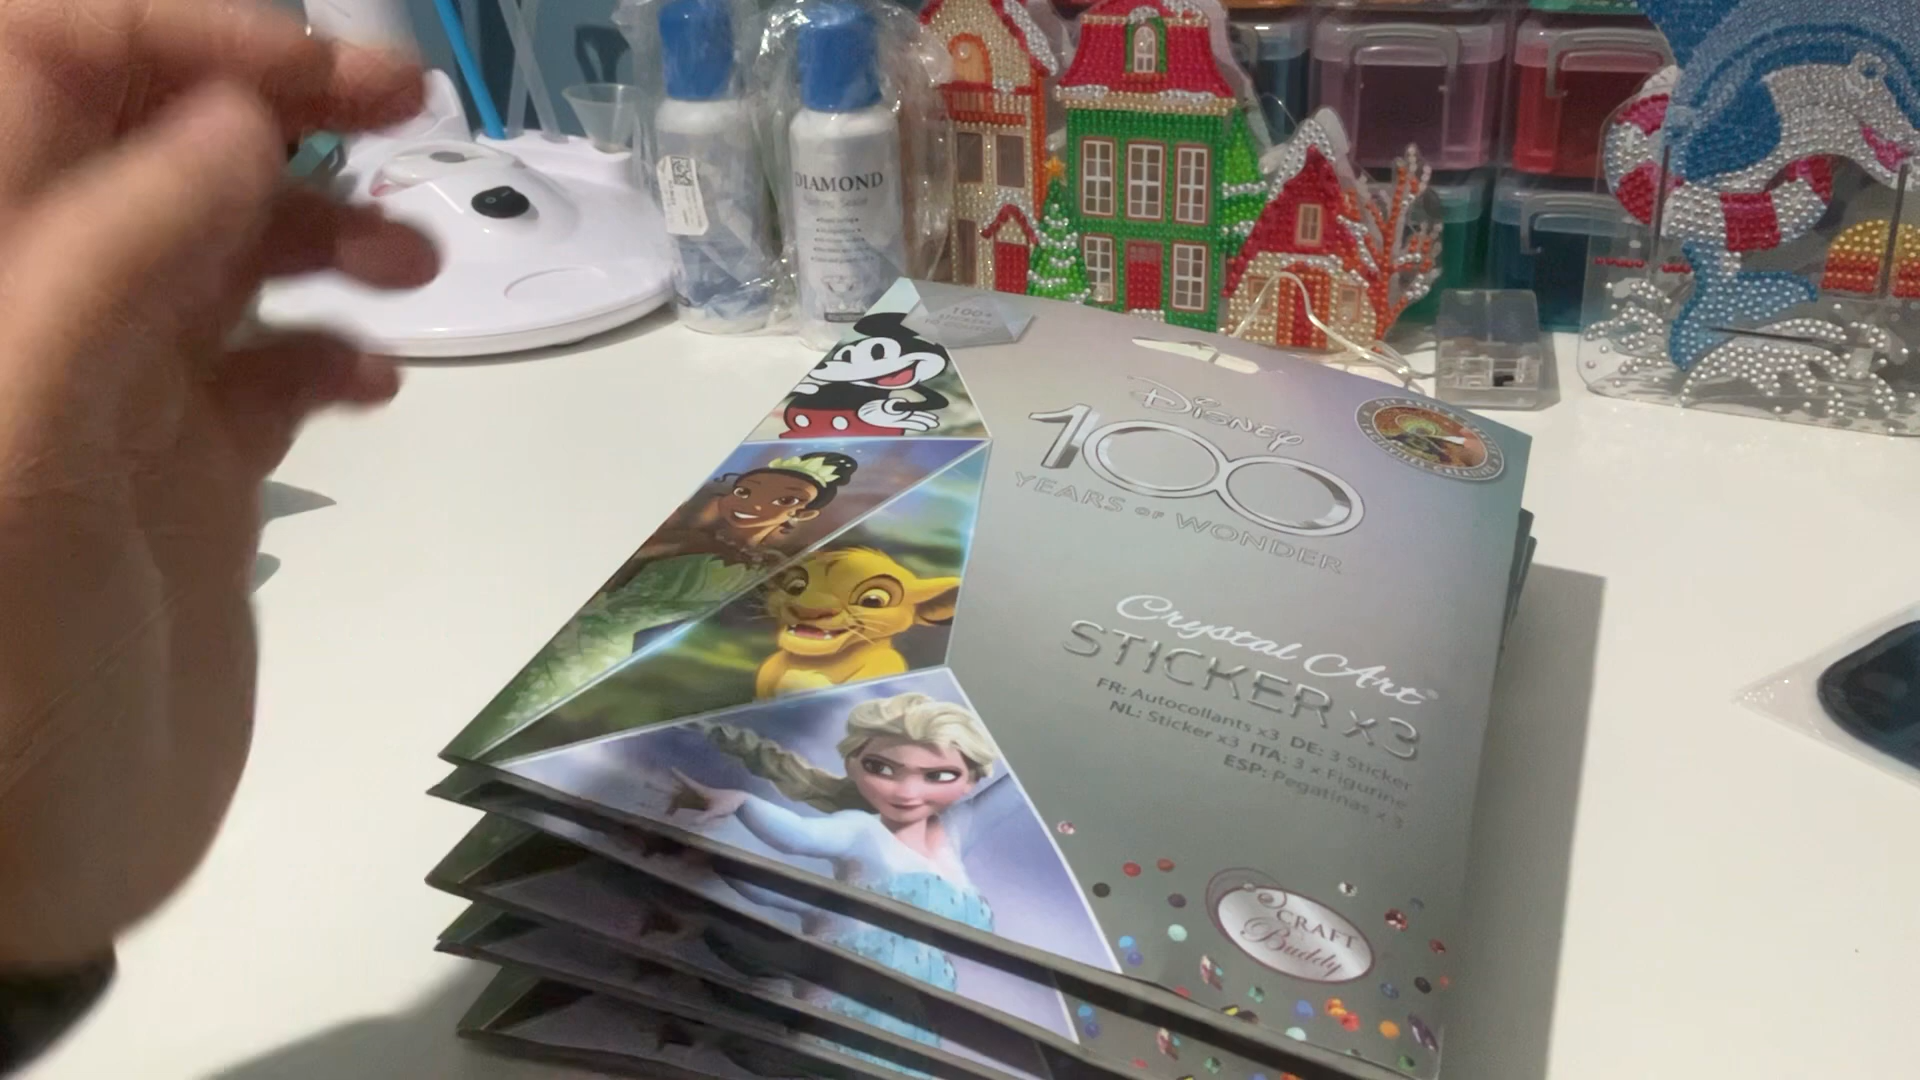 DIAMOND
100+
DISNEY
100
YEARS OF WONDER
Crystal Art
STICKER x3
FR: Autocollants x3 DE: 3 Sticker
NL: Sticker x3 ITA: 3 x Figurine
ESP: Pegatinas x 3
CRAFT
Buddy